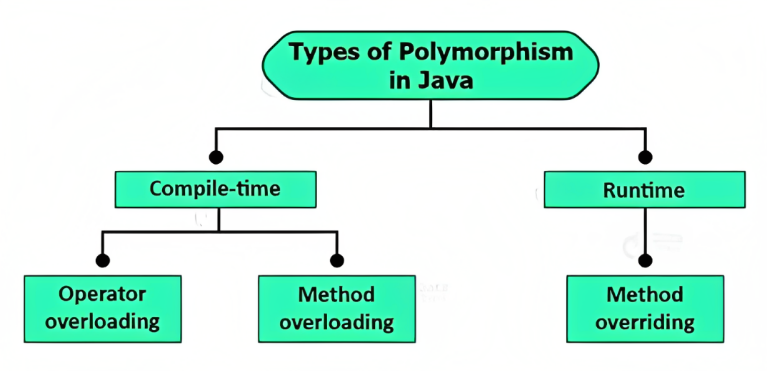 Types of Polymorphism
in Java
Compile-time
Runtime
Operator
overloading
Method
overloading
Method
overriding